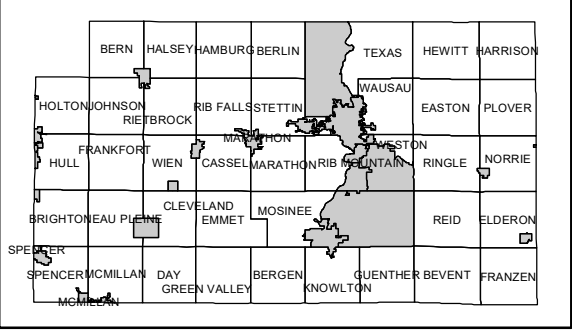 BERN HALSEY HAMBURG BERLIN TEXAS HEWITT HARRISON
WAUSAU
HOLTON JOHNSON RIETBROCK RIB FALLS STETTIN EASTON PLOVER
MARATHON WESTON
HULL FRANKFORT WIEN CASSEL MARATHON RIB MOUNTAIN RINGLE NORRIE
CLEVELAND
BRIGHTON EAU PLEINE EMMET MOSINEE REID ELDERON
SPENCER
SPENCER MCMILLAN DAY BERGEN GUENTHER BEVENT FRANZEN
GREEN VALLEY KNOWLTON
MCMILLAN